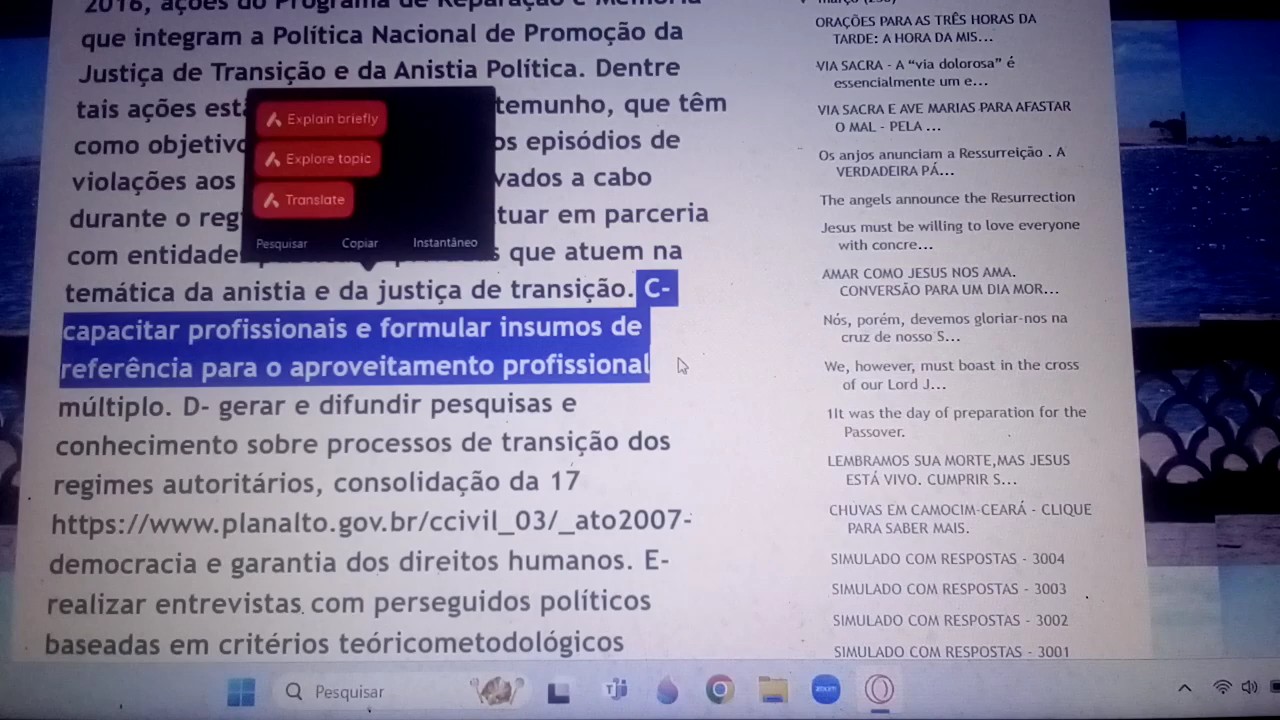 2016, ações do Programa de Reparação e Memória
que integram a Política Nacional de Promoção da
Justiça de Transição e da Anistia Política. Dentre
tais ações est temunho, que têm
como objetivo os episódios de
violações aos vados a cabo
durante o reg tuar em parceria
com entidade s que atuem na
temática da anistia e da justiça de transição. C-
capacitar profissionais e formular insumos de
referência para o aproveitamento profissional
múltiplo. D- gerar e difundir pesquisas e
conhecimento sobre processos de transição dos
regimes autoritários, consolidação da 17
https://www.planalto.gov.br/ccivil_03/_ato2007-
democracia e garantia dos direitos humanos. E-
realizar entrevistas com perseguidos políticos
baseadas em critérios teóricometodológicos
Explain briefly
Explore topic
Translate
Pesquisar Copiar Instantâneo
ORAÇÕES PARA AS TRÊS HORAS DA
TARDE: A HORA DA MIS...
VIA SACRA - A “via dolorosa” é
essencialmente um e...
VIA SACRA E AVE MARIAS PARA AFASTAR
O MAL - PELA ...
Os anjos anunciam a Ressurreição . A
VERDADEIRA PÁ...
The angels announce the Resurrection
Jesus must be willing to love everyone
with concre...
AMAR COMO JESUS NOS AMA.
CONVERSÃO PARA UM DIA MOR...
Nós, porém, devemos gloriar-nos na
cruz de nosso S...
We, however, must boast in the cross
of our Lord J...
1It was the day of preparation for the
Passover.
LEMBRAMOS SUA MORTE,MAS JESUS
ESTÁ VIVO. CUMPRIR S...
CHUVAS EM CAMOCIM-CEARÁ - CLIQUE
PARA SABER MAIS.
SIMULADO COM RESPOSTAS - 3004
SIMULADO COM RESPOSTAS - 3003
SIMULADO COM RESPOSTAS - 3002
SIMULADO COM RESPOSTAS - 3001
Pesquisar
zoom